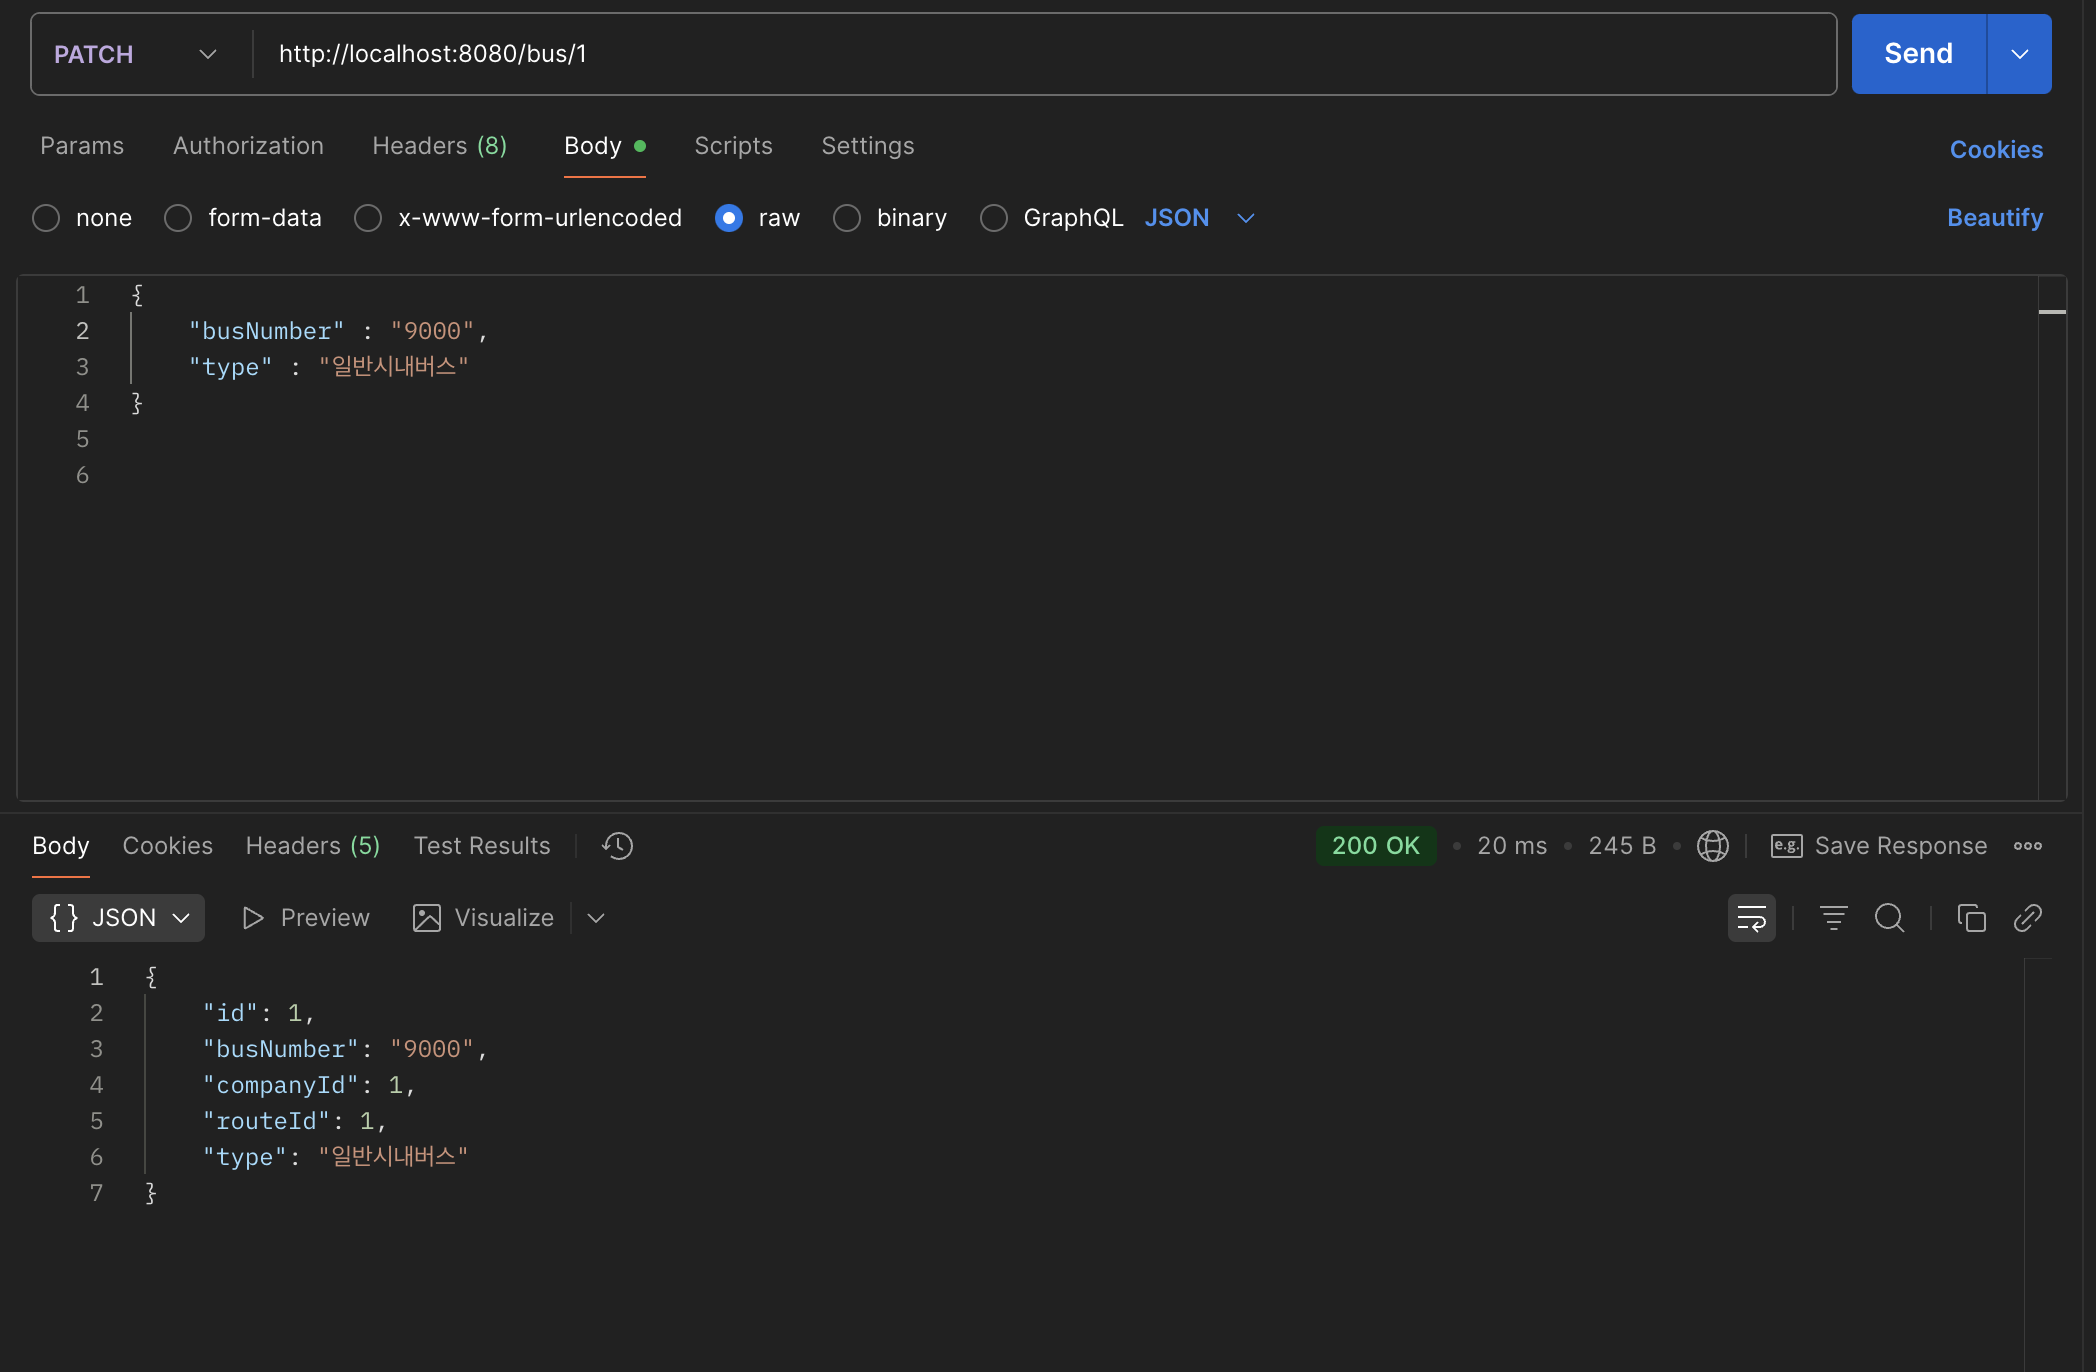 PATCH http://localhost:8080/bus/1 Send
Params Authorization Headers (8) Body Scripts Settings Cookies
none form-data x-www-form-urlencoded raw binary GraphQL JSON Beautify
1 {
2 "busNumber" : "9000",
3 "type" : "일반시내버스"
4 }
5
6
Body Cookies Headers (5) Test Results 200 OK 20 ms 245 B e.g. Save Response
{} JSON Preview Visualize
1 {
2 "id": 1,
3 "busNumber": "9000",
4 "companyId": 1,
5 "routeId": 1,
6 "type": "일반시내버스"
7 }